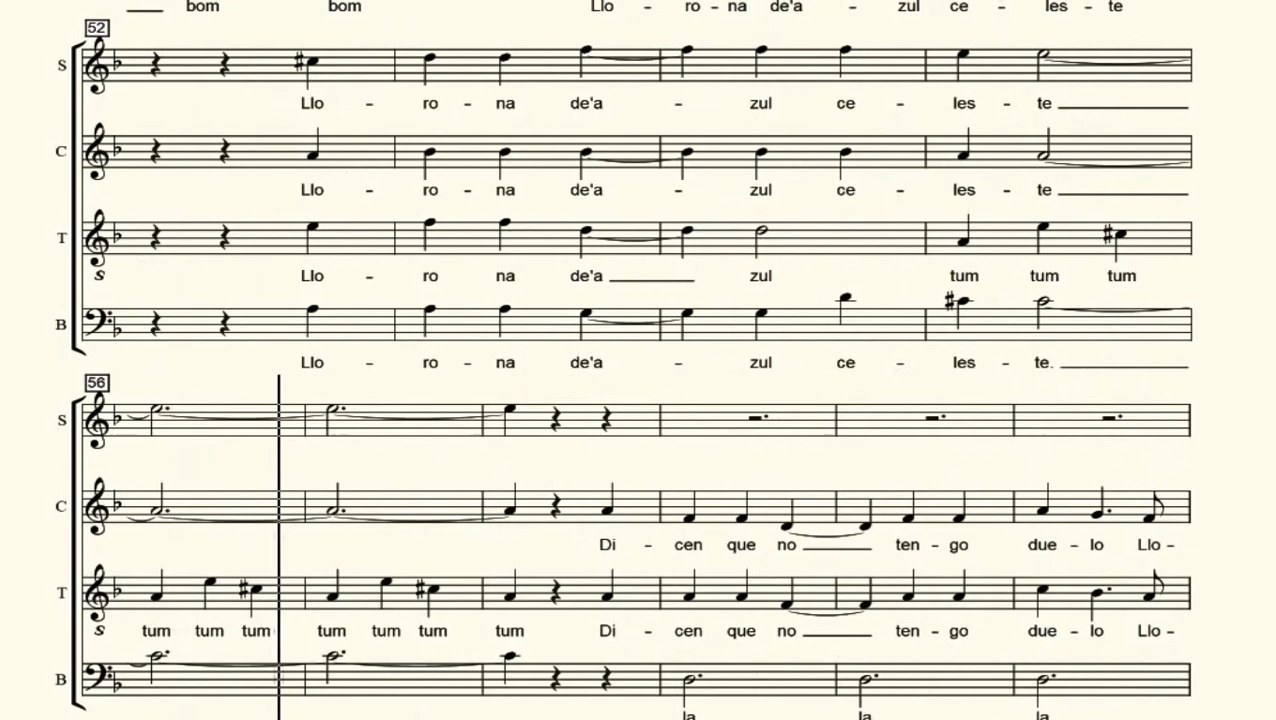 bom bom Llo - ro - na de'a - zul ce - les - te
52
S
Llo - ro - na de'a - zul ce - les - te
C
Llo - ro - na de'a - zul ce - les - te
T
Llo - ro na de'a zul tum tum tum
B
Llo - ro - na de'a - zul ce - les - te.
56
S
C
Di - cen que no ten - go due - lo Llo -
T
tum tum tum tum tum tum tum Di - cen que no ten - go due - lo Llo -
B
la la la